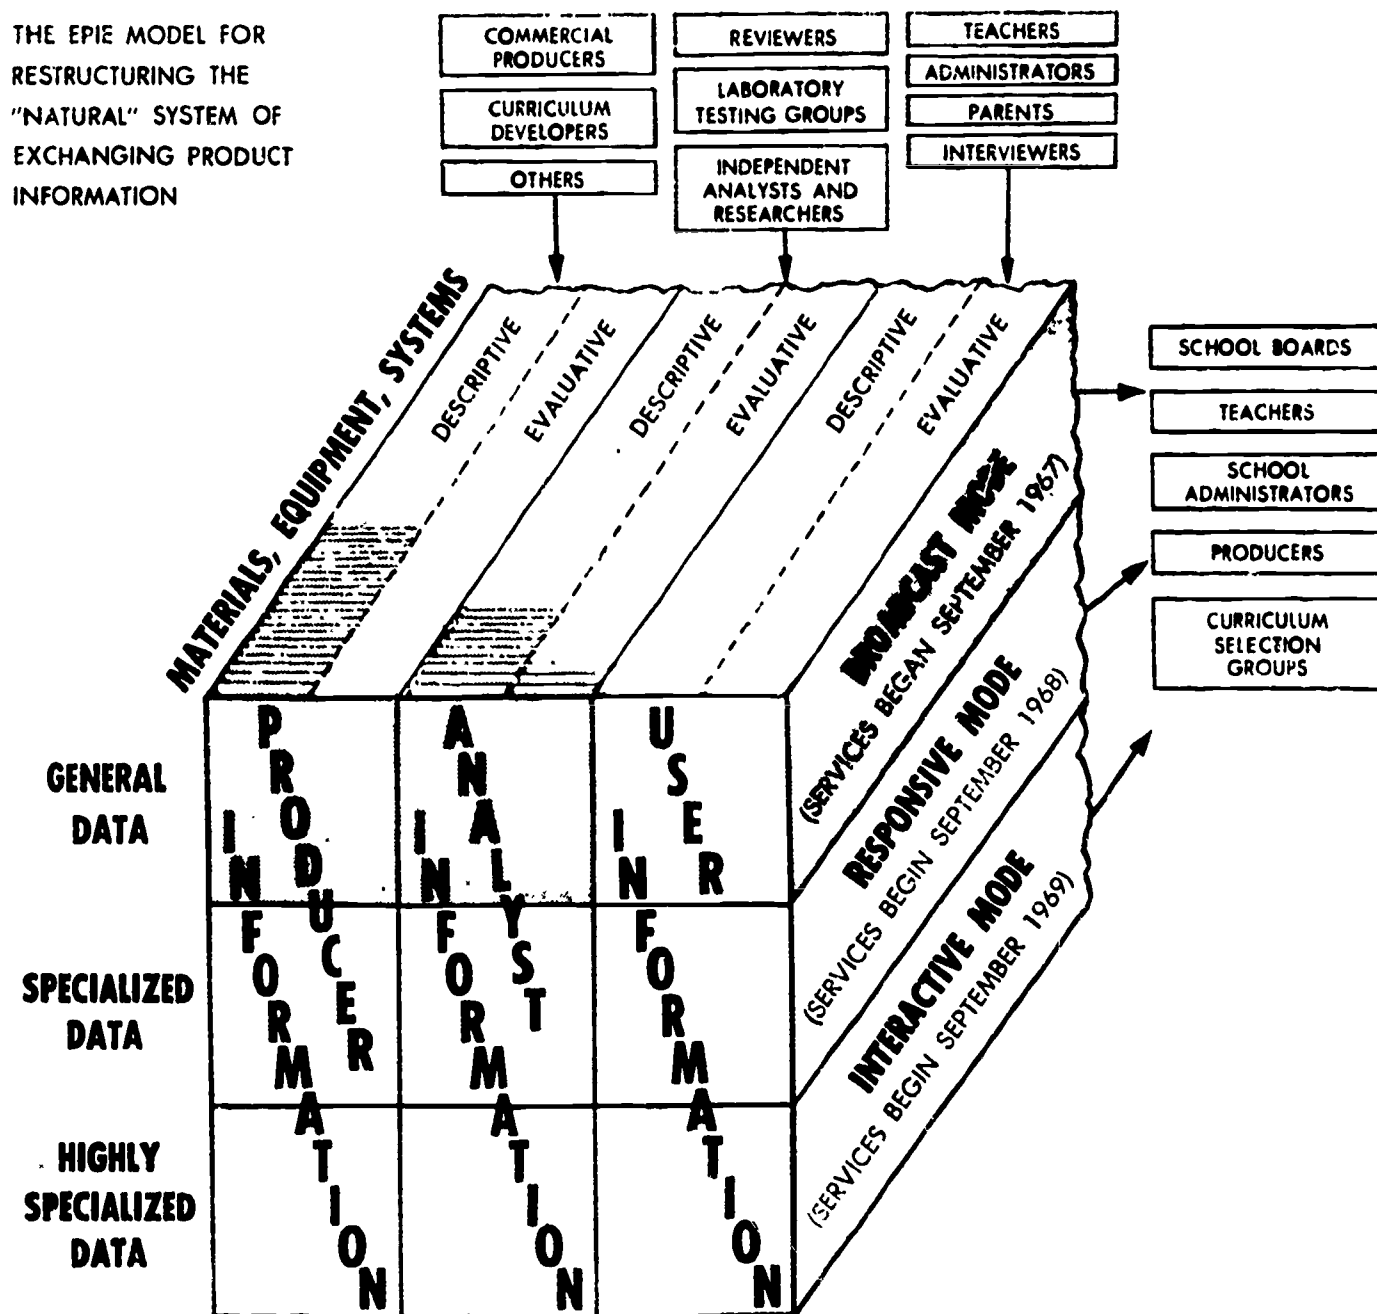 THE EPIE MODEL FOR
RESTRUCTURING THE
"NATURAL" SYSTEM OF
EXCHANGING PRODUCT
INFORMATION
COMMERCIAL
PRODUCERS
CURRICULUM
DEVELOPERS
OTHERS
REVIEWERS
LABORATORY
TESTING GROUPS
INDEPENDENT
ANALYSTS AND
RESEARCHERS
TEACHERS
ADMINISTRATORS
PARENTS
INTERVIEWERS
MATERIALS, EQUIPMENT, SYSTEMS
DESCRIPTIVE
EVALUATIVE
DESCRIPTIVE
EVALUATIVE
DESCRIPTIVE
EVALUATIVE
SCHOOL BOARDS
TEACHERS
SCHOOL
ADMINISTRATORS
PRODUCERS
CURRICULUM
SELECTION
GROUPS
BROADCAST MODE
(SERVICES BEGAN SEPTEMBER 1967)
RESPONSIVE MODE
(SERVICES BEGIN SEPTEMBER 1968)
INTERACTIVE MODE
(SERVICES BEGIN SEPTEMBER 1969)
GENERAL
DATA
SPECIALIZED
DATA
HIGHLY
SPECIALIZED
DATA
PRODUCER
INFORMATION
ANALYST
INFORMATION
USER
INFORMATION